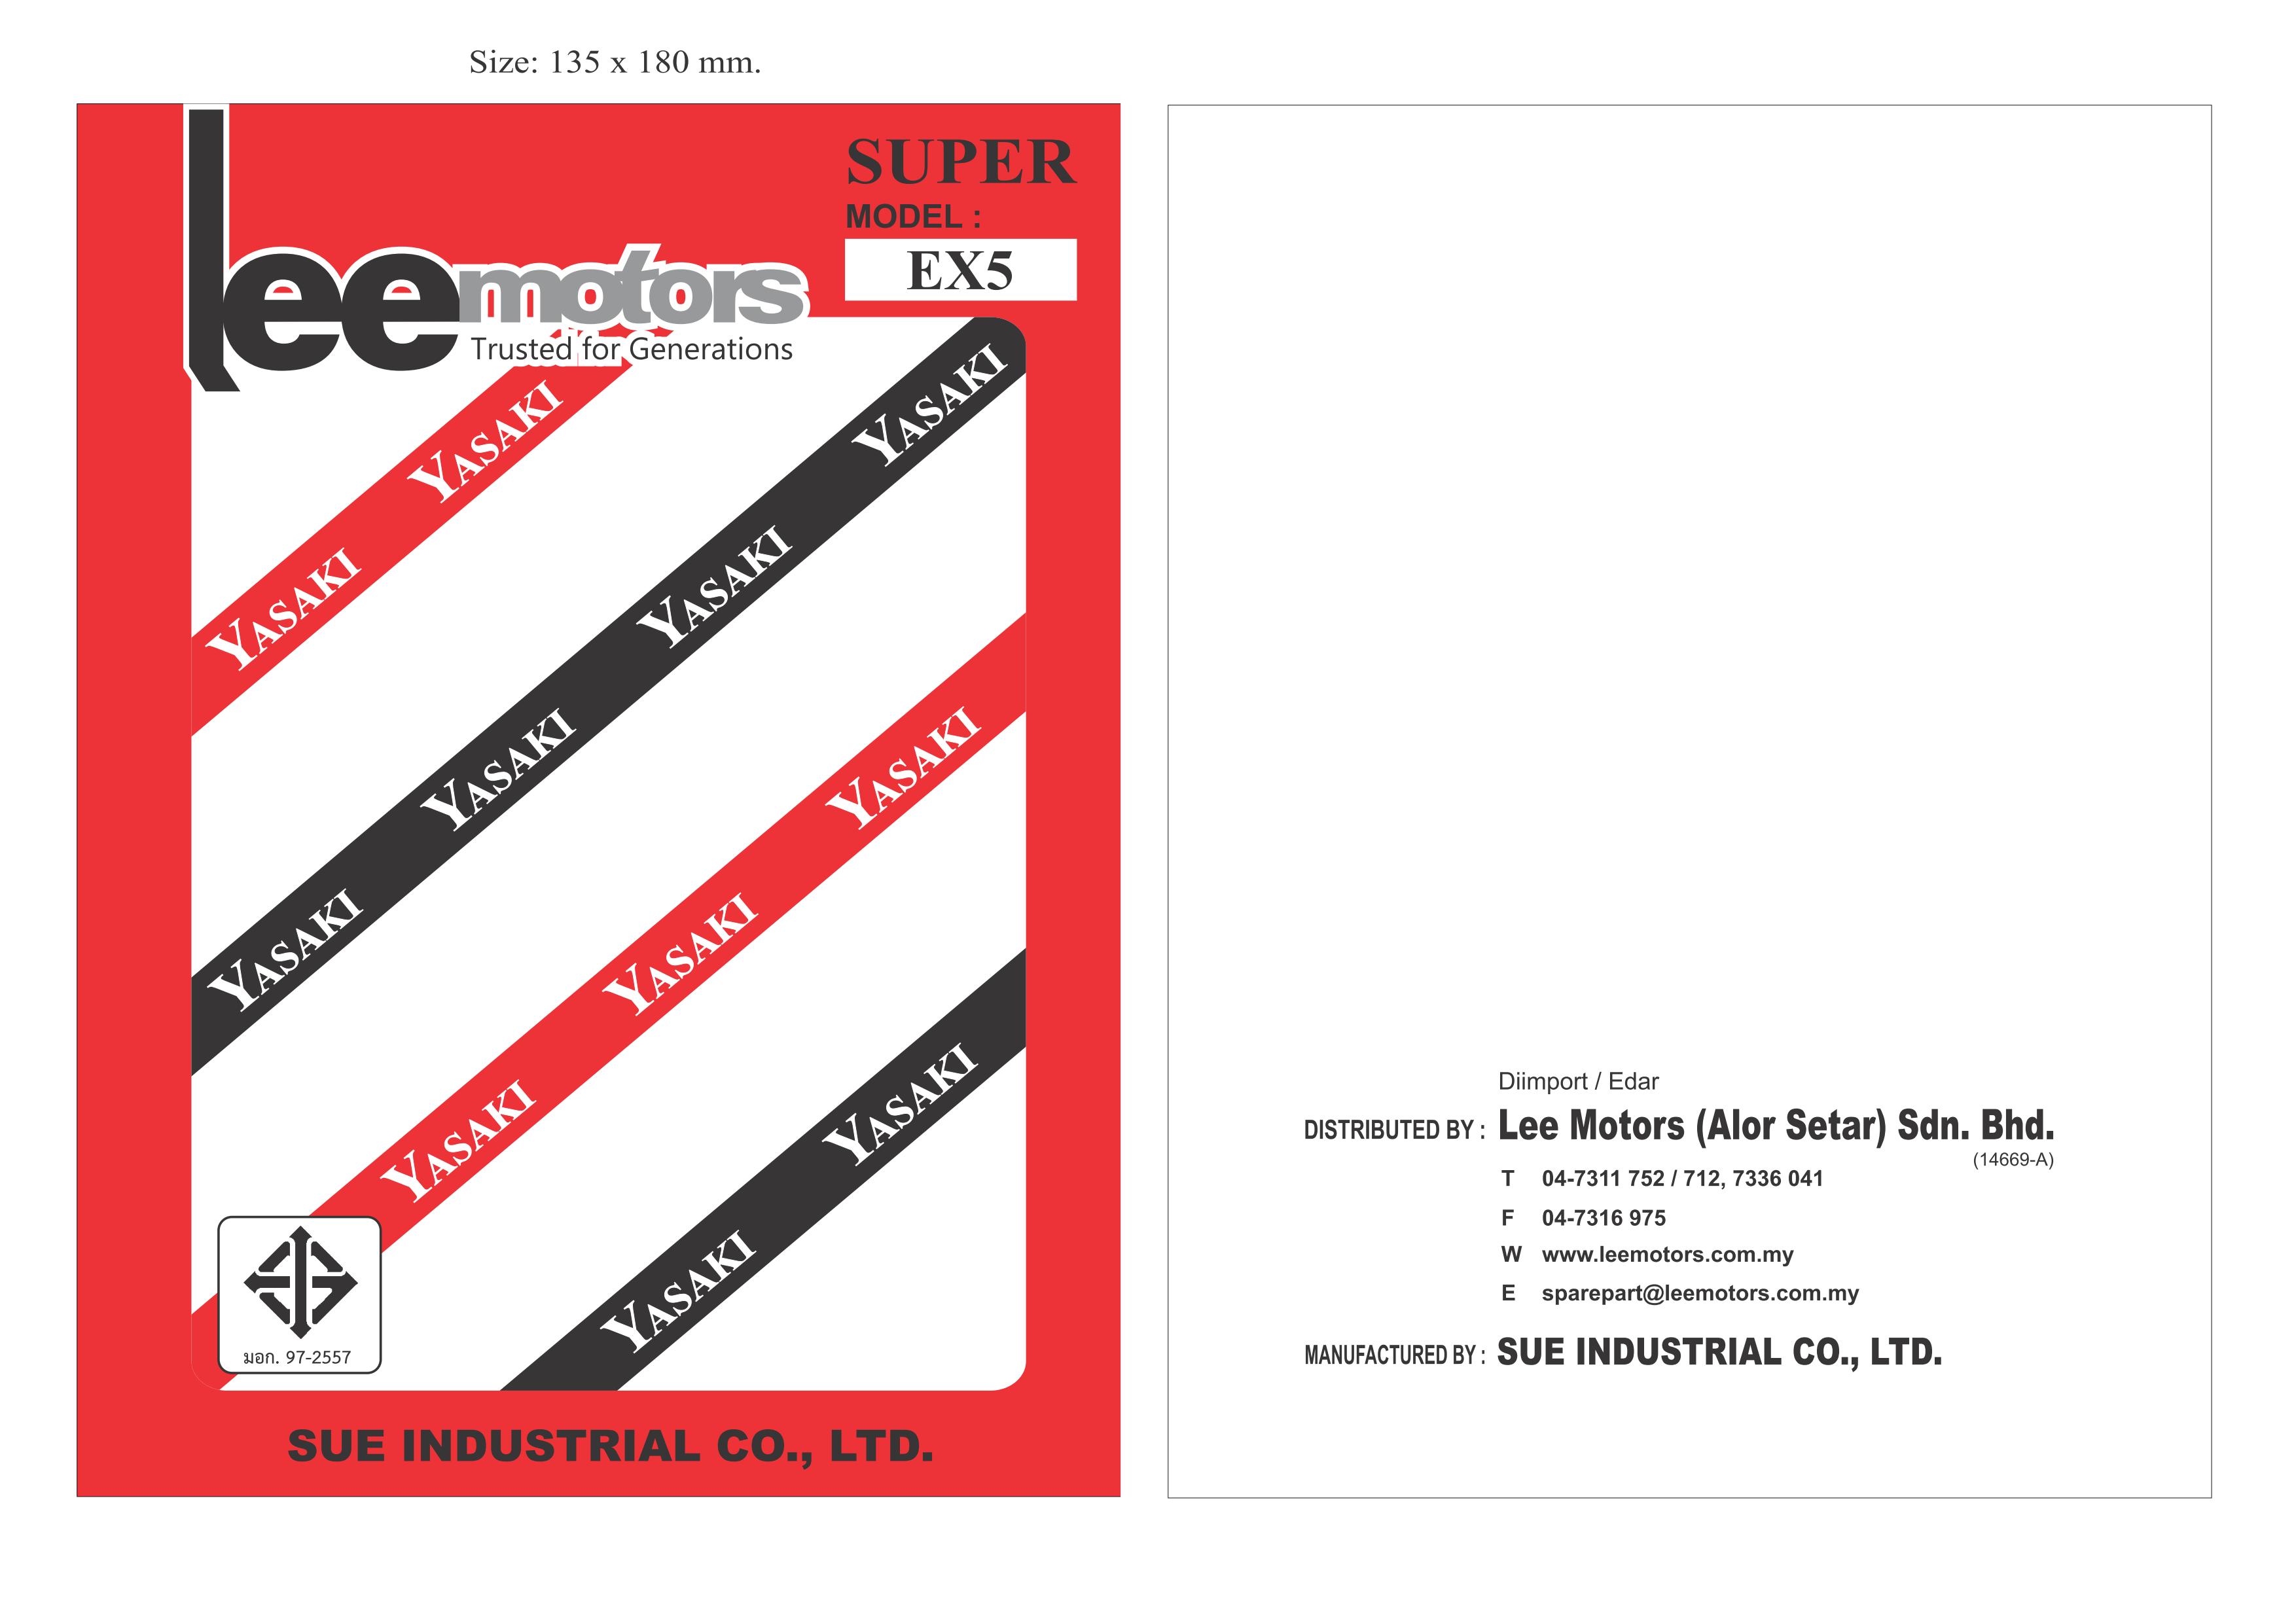 Size: 135 x 180 mm.
SUPER
MODEL :
EX5
lee motors
Trusted for Generations
YASAKI
YASAKI
YASAKI
YASAKI
YASAKI
YASAKI
YASAKI
YASAKI
YASAKI
YASAKI
YASAKI
มอก. 97-2557
SUE INDUSTRIAL CO., LTD.
Diimport / Edar
DISTRIBUTED BY : Lee Motors (Alor Setar) Sdn. Bhd.
(14669-A)
T 04-7311 752 / 712, 7336 041
F 04-7316 975
W www.leemotors.com.my
E sparepart@leemotors.com.my
MANUFACTURED BY : SUE INDUSTRIAL CO., LTD.